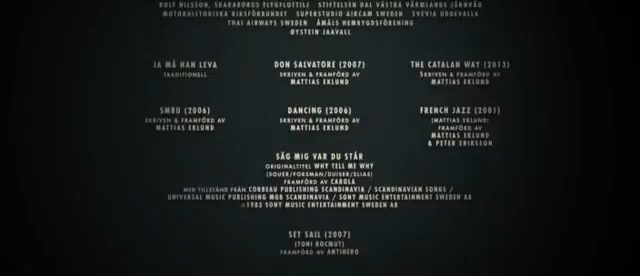 ROLF NILSSON, SKARABORGS FLYGFLOTTILJ   STIFTELSEN DAL VÄSTRA VÄRMLANDS JÄRNVÄG
MOTORHISTORISKA RIKSFÖRBUNDET   SUPERSTUDIO AIRCAM SWEDEN   SVEVIA UDDEVALLA
THAI AIRWAYS SWEDEN   ÅMÅLS HEMBYGDSFÖRENING
ØYSTEIN JAAVALL
JA MÅ HAN LEVA
TRADITIONELL
DON SALVATORE (2007)
SKRIVEN & FRAMFÖRD AV
MATTIAS EKLUND
THE CATALAN WAY (2013)
SKRIVEN & FRAMFÖRD AV
MATTIAS EKLUND
SMBU (2006)
SKRIVEN & FRAMFÖRD AV
MATTIAS EKLUND
DANCING (2006)
SKRIVEN & FRAMFÖRD AV
MATTIAS EKLUND
FRENCH JAZZ (2001)
(MATTIAS EKLUND)
FRAMFÖRD AV
MATTIAS EKLUND
& PETER ERIKSSON
SÄG MIG VAR DU STÅR
ORIGINALTITEL WHY TELL ME WHY
(SOUER/FORSMAN/DUISER/ELIAS)
FRAMFÖRD AV CAROLA
MED TILLSTÅND FRÅN CORBEAU PUBLISHING SCANDINAVIA / SCANDINAVIAN SONGS /
UNIVERSAL MUSIC PUBLISHING MGB SCANDINAVIA / SONY MUSIC ENTERTAINMENT SWEDEN AB
©1983 SONY MUSIC ENTERTAINMENT SWEDEN AB
SET SAIL (2007)
(TONI KOCMUT)
FRAMFÖRD AV ANTIHERO